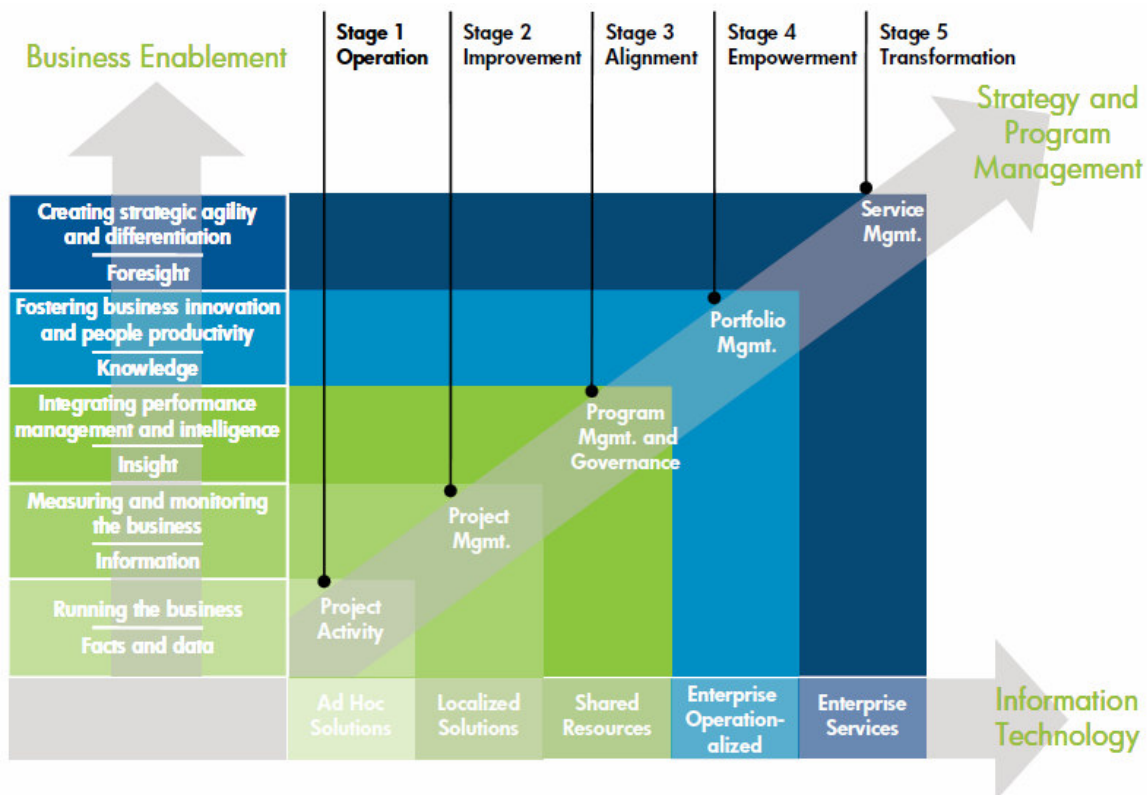 Business Enablement
Stage 1
Operation
Stage 2
Improvement
Stage 3
Alignment
Stage 4
Empowerment
Stage 5
Transformation
Strategy and
Program
Management
Creating strategic agility
and differentiation
Foresight
Fostering business innovation
and people productivity
Knowledge
Integrating performance
management and intelligence
Insight
Measuring and monitoring
the business
Information
Running the business
Facts and data
Service
Mgmt.
Portfolio
Mgmt.
Program
Mgmt. and
Governance
Project
Mgmt.
Project
Activity
Ad Hoc
Solutions
Localized
Solutions
Shared
Resources
Enterprise
Operation-
alized
Enterprise
Services
Information
Technology